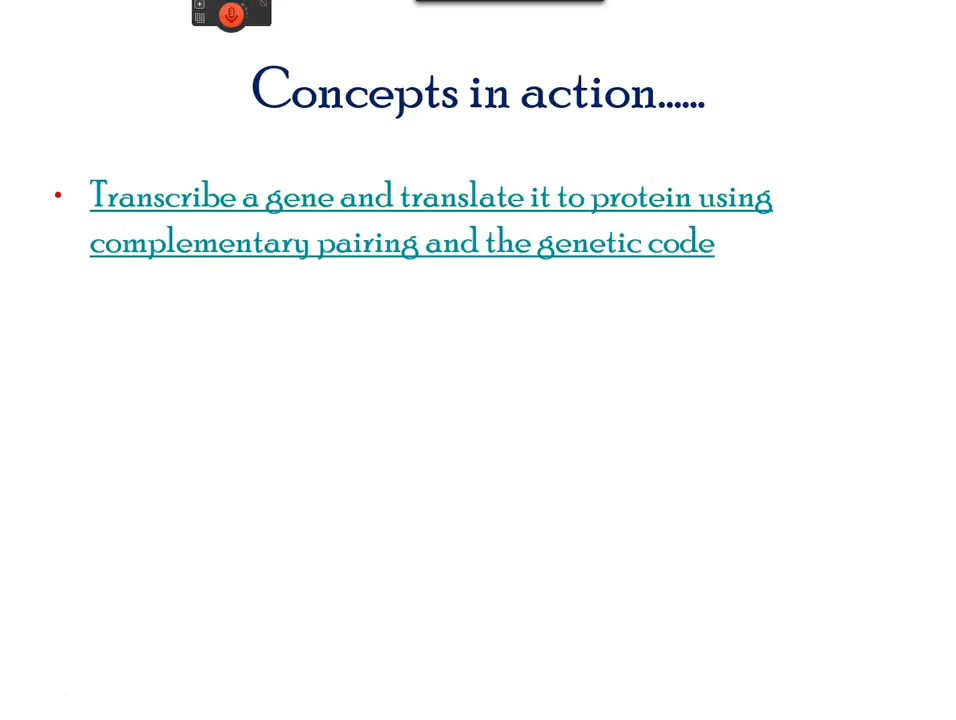 Concepts in action......
• Transcribe a gene and translate it to protein using
complementary pairing and the genetic code